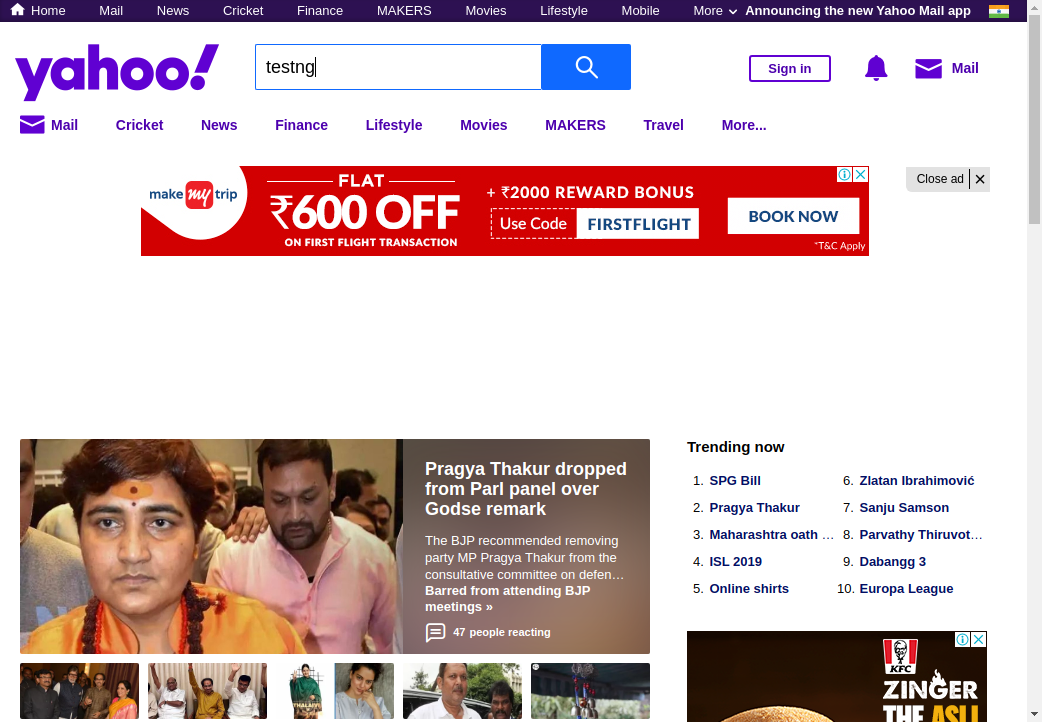 Home Mail News Cricket Finance MAKERS Movies Lifestyle Mobile More Announcing the new Yahoo Mail app
yahoo!
testng
Sign in
Mail
Mail Cricket News Finance Lifestyle Movies MAKERS Travel More...
make my trip
FLAT
₹600 OFF
ON FIRST FLIGHT TRANSACTION
+ ₹2000 REWARD BONUS
Use Code FIRSTFLIGHT
BOOK NOW
*T&C Apply
Close ad
Pragya Thakur dropped
from Parl panel over
Godse remark
The BJP recommended removing
party MP Pragya Thakur from the
consultative committee on defen…
Barred from attending BJP
meetings »
47 people reacting
Trending now
1. SPG Bill
2. Pragya Thakur
3. Maharashtra oath …
4. ISL 2019
5. Online shirts
6. Zlatan Ibrahimović
7. Sanju Samson
8. Parvathy Thiruvot…
9. Dabangg 3
10. Europa League
KFC
ZINGER
THE ASLI